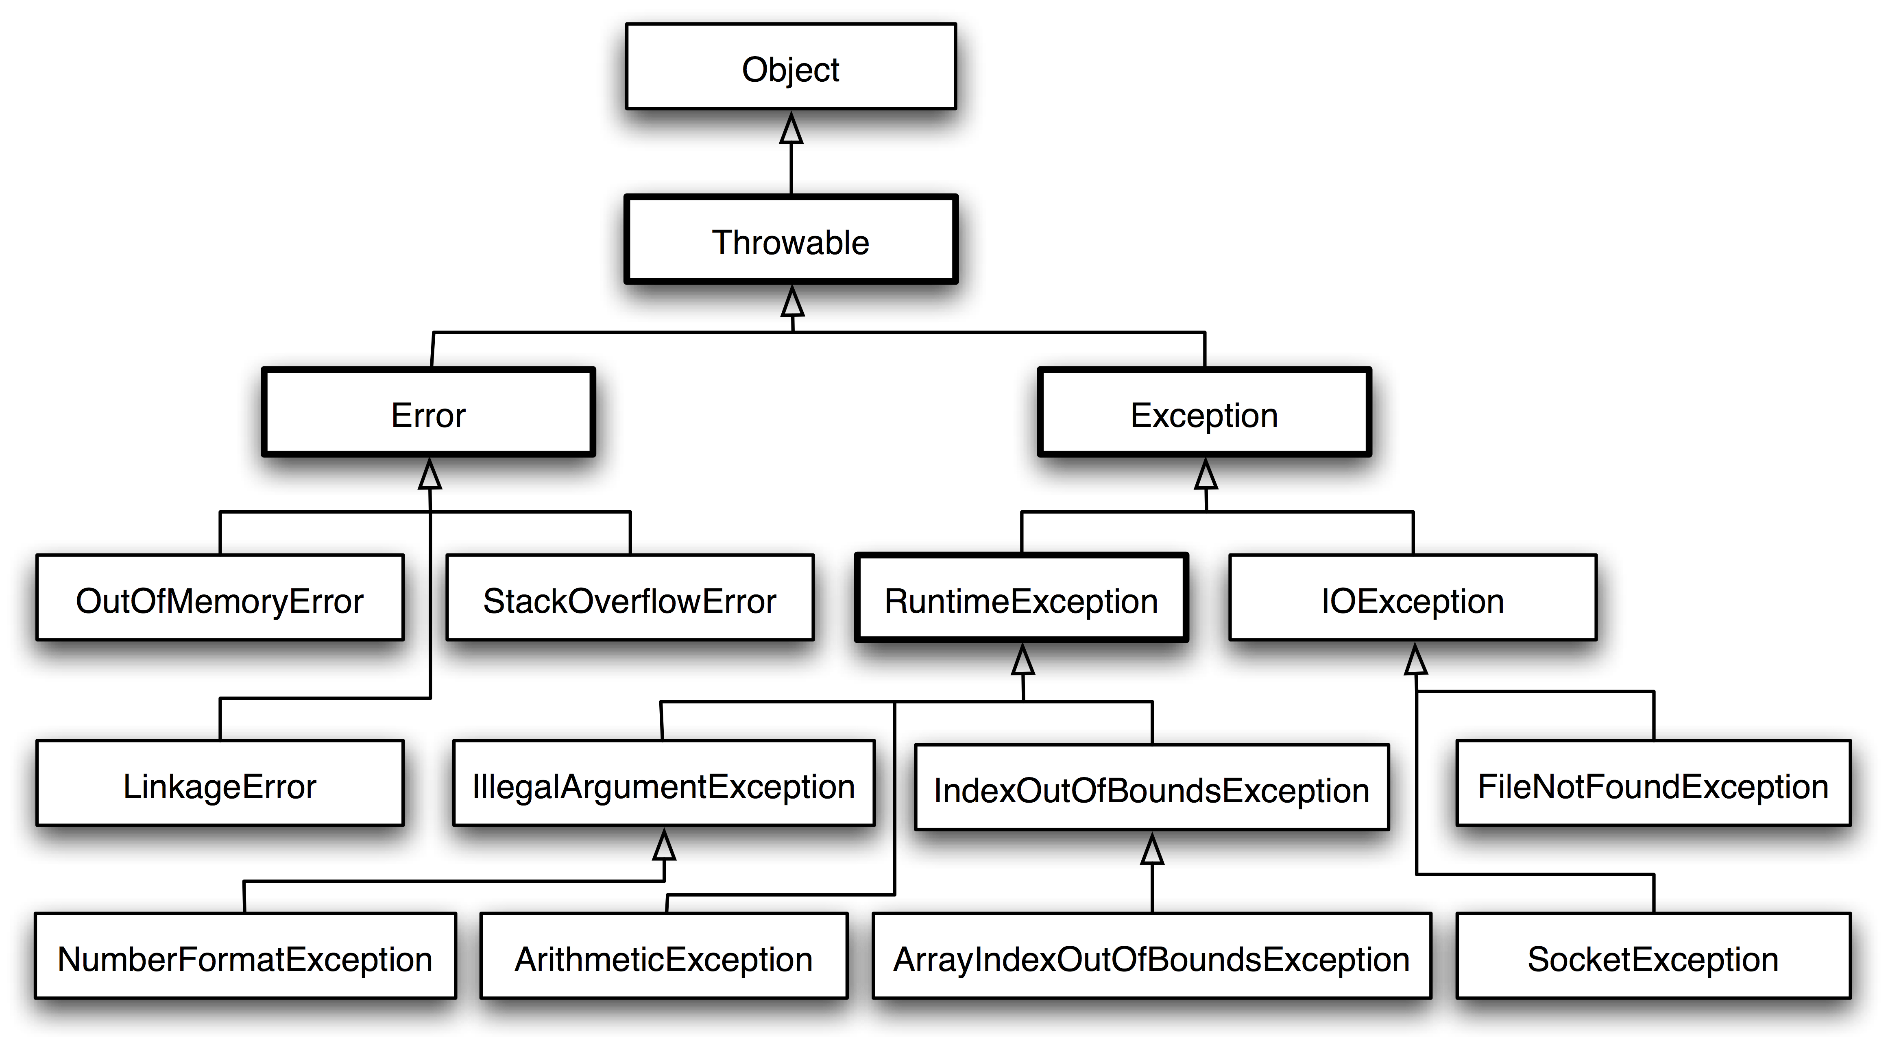 Object
Throwable
Error
Exception
OutOfMemoryError
StackOverflowError
RuntimeException
IOException
LinkageError
IllegalArgumentException
IndexOutOfBoundsException
FileNotFoundException
NumberFormatException
ArithmeticException
ArrayIndexOutOfBoundsException
SocketException